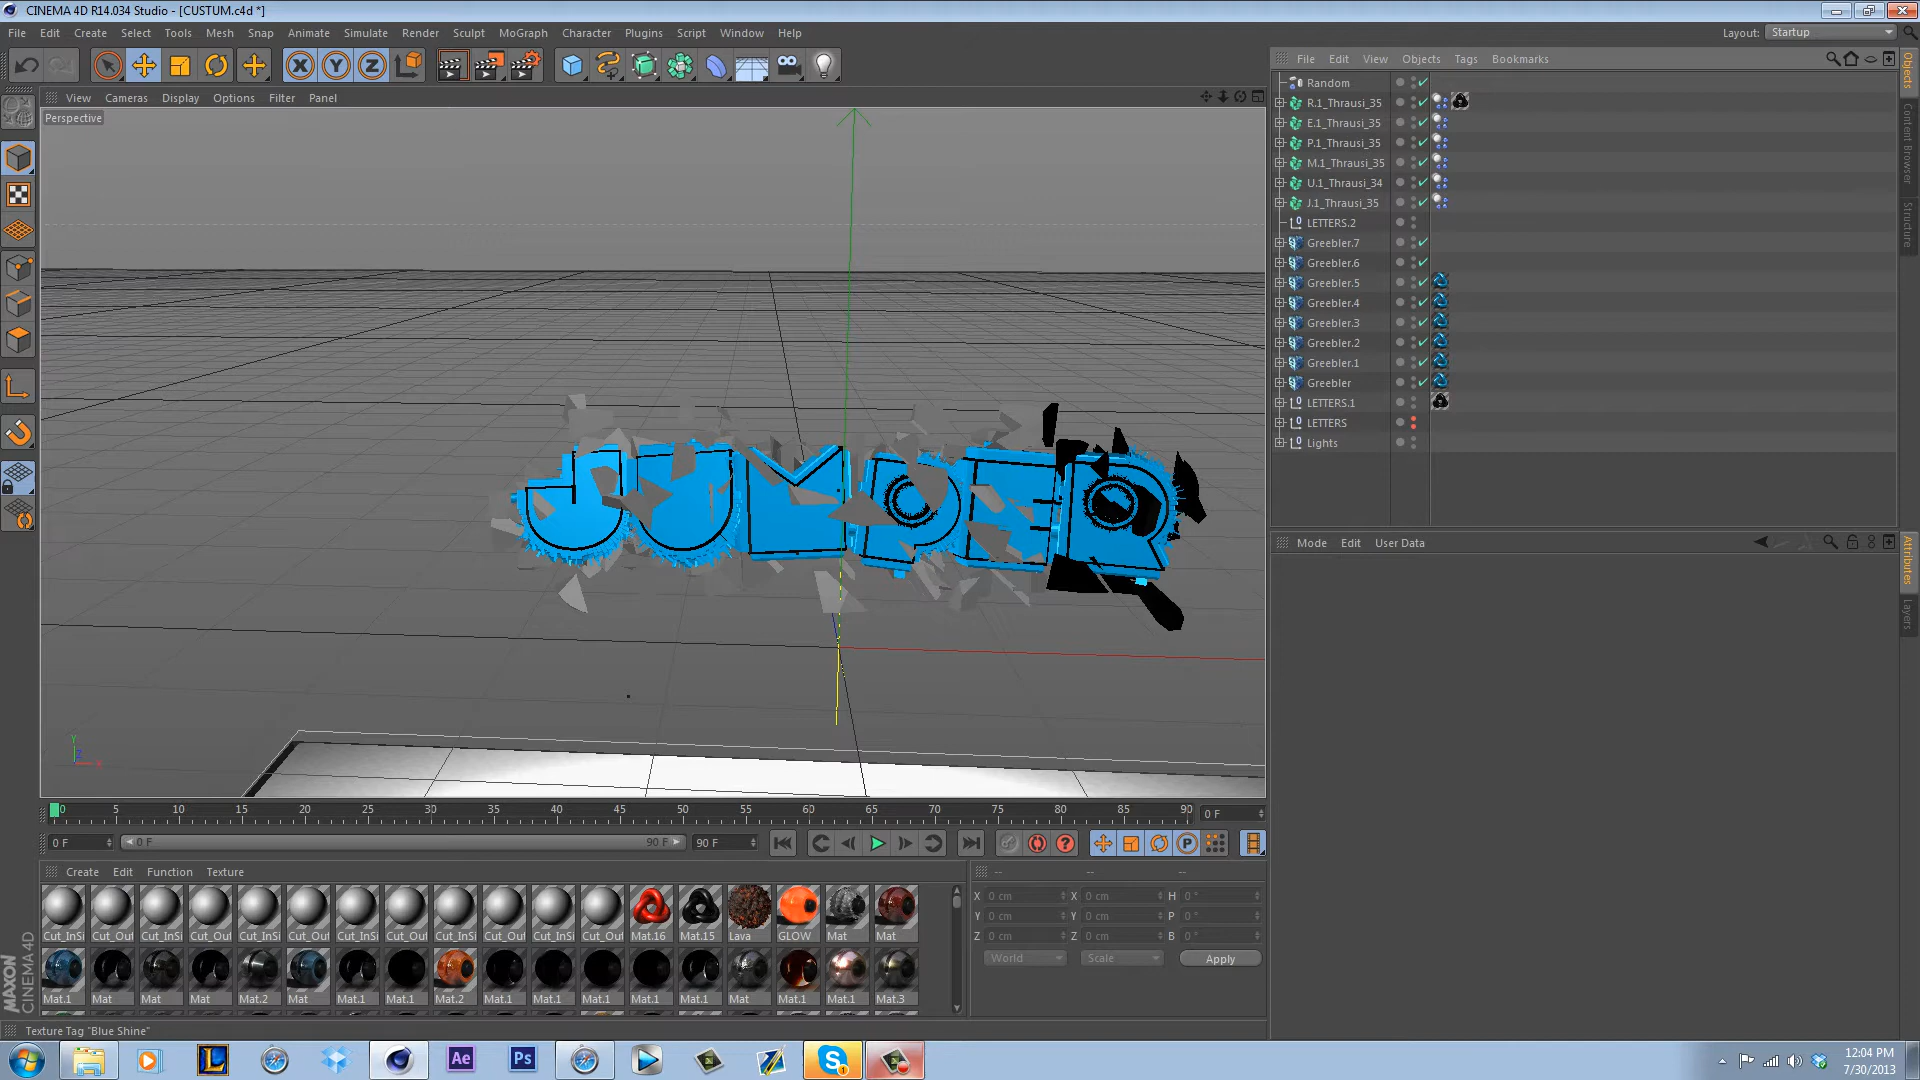 CINEMA 4D R14.034 Studio - [CUSTUM.c4d *]
File Edit Create Select Tools Mesh Snap Animate Simulate Render Sculpt MoGraph Character Plugins Script Window Help
Layout: Startup
View Cameras Display Options Filter Panel
Perspective
File Edit View Objects Tags Bookmarks
Random
R.1_Thrausi_35
E.1_Thrausi_35
P.1_Thrausi_35
M.1_Thrausi_35
U.1_Thrausi_34
J.1_Thrausi_35
LETTERS.2
Greebler.7
Greebler.6
Greebler.5
Greebler.4
Greebler.3
Greebler.2
Greebler.1
Greebler
LETTERS.1
LETTERS
Lights
Objects
Content Browser
Structure
Mode Edit User Data
Attributes
Layers
Y
Z
X
0 5 10 15 20 25 30 35 40 45 50 55 60 65 70 75 80 85 90
0 F
0 F
0 F
90 F
90 F
Create Edit Function Texture
Cut_InSi Cut_Out Cut_InSi Cut_Out Cut_InSi Cut_Out Cut_InSi Cut_Out Cut_InSi Cut_Out Cut_InSi Cut_Out Mat.16 Mat.15 Lava GLOW Mat Mat
Mat.1 Mat Mat Mat Mat.2 Mat Mat.1 Mat.1 Mat.2 Mat.1 Mat.1 Mat.1 Mat.1 Mat.1 Mat Mat.1 Mat.1 Mat.3
-- -- --
X 0 cm X 0 cm H 0 °
Y 0 cm Y 0 cm P 0 °
Z 0 cm Z 0 cm B 0 °
World Scale Apply
MAXON
CINEMA 4D
Texture Tag "Blue Shine"
L
Ae
Ps
S
1
12:04 PM
7/30/2013